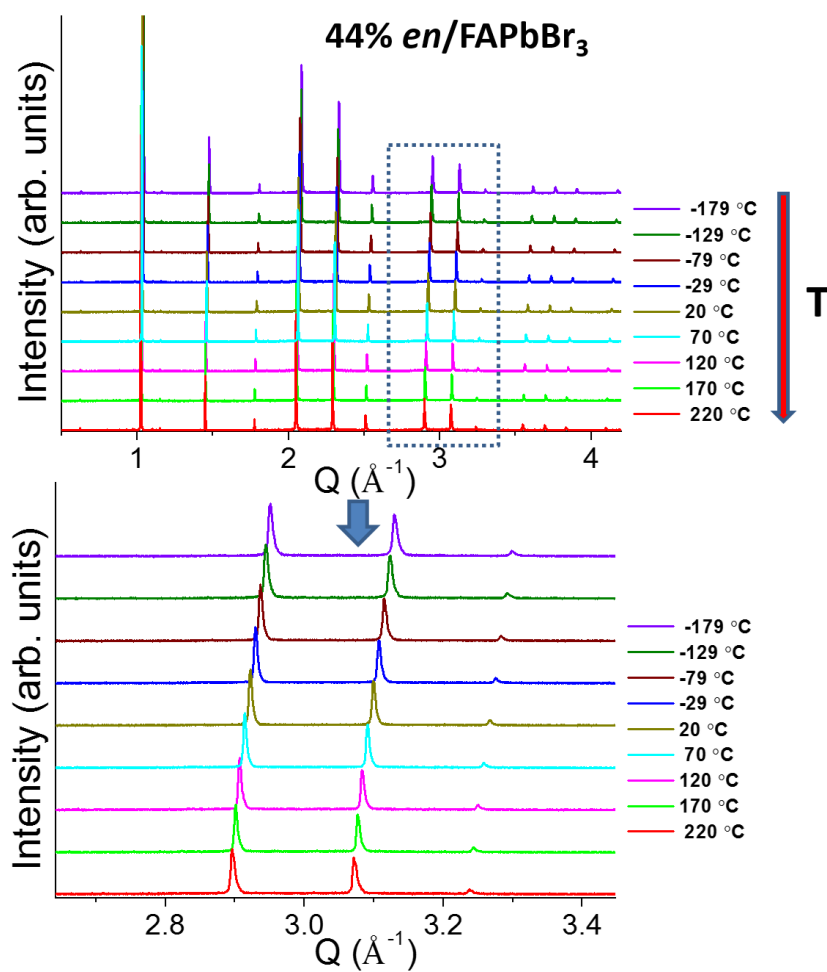 44% en/FAPbBr₃
Intensity (arb. units)
-179 °C
-129 °C
-79 °C
-29 °C
20 °C
70 °C
120 °C
170 °C
220 °C
T
1 2 3 4
Q (Å⁻¹)
Intensity (arb. units)
-179 °C
-129 °C
-79 °C
-29 °C
20 °C
70 °C
120 °C
170 °C
220 °C
2.8 3.0 3.2 3.4
Q (Å⁻¹)